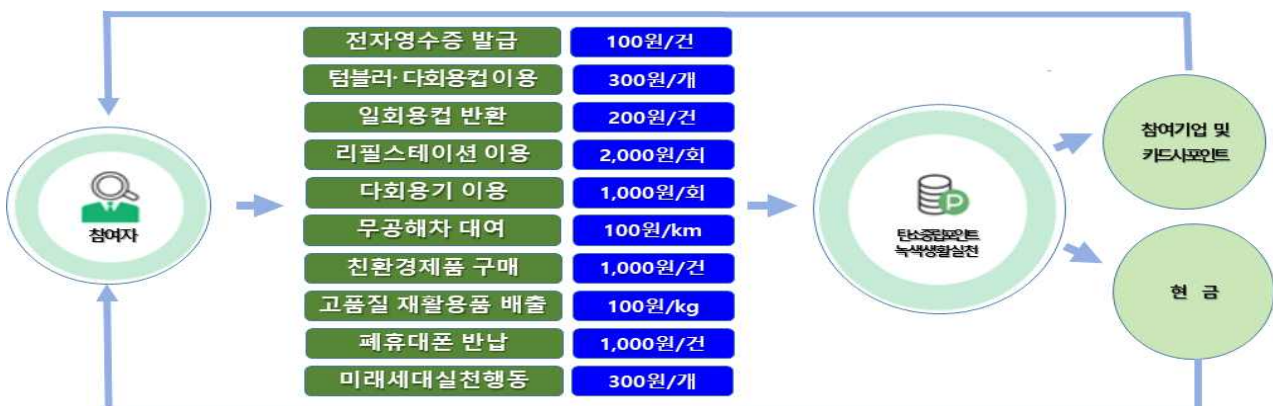 전자영수증 발급 100원/건
텀블러·다회용컵 이용 300원/개
일회용컵 반환 200원/건
리필스테이션 이용 2,000원/회
다회용기 이용 1,000원/회
무공해차 대여 100원/km
친환경제품 구매 1,000원/건
고품질 재활용품 배출 100원/kg
폐휴대폰 반납 1,000원/건
미래세대실천행동 300원/개
참여자
탄소중립포인트
녹색생활실천
P
참여기업 및
카드사포인트
현 금